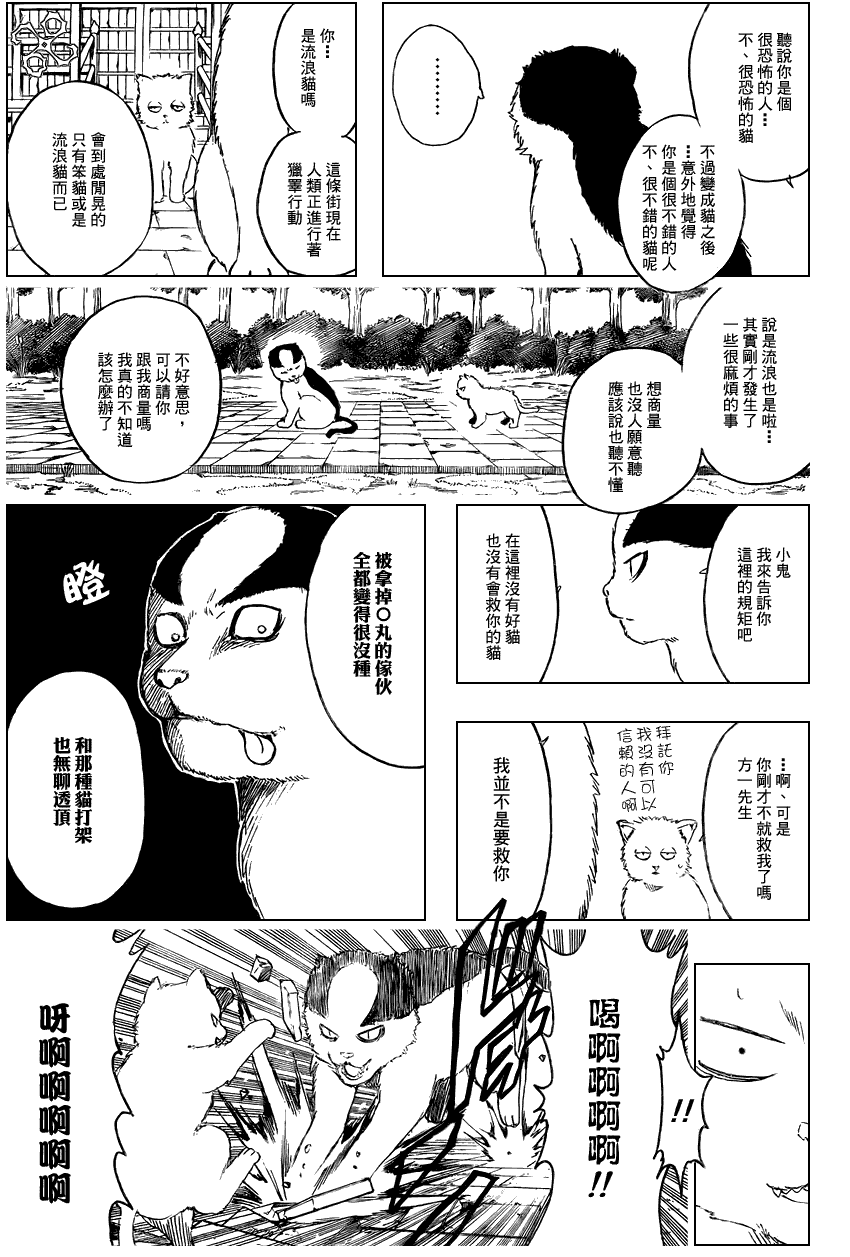 聽說你是個
很恐怖的人…
不、很恐怖的貓
不過變成貓之後
…意外地覺得
你是個很不錯的人
不、很不錯的貓呢
………
你…
是流浪貓嗎
這條街現在
人類正進行著
獵睪行動
會到處閒晃的
只有笨貓或是
流浪貓而已
說是流浪也是啦…
其實剛才發生了
一些很麻煩的事
想商量
也沒人願意聽
應該說也聽不懂
不好意思，
可以請你
跟我商量嗎
我真的不知道
該怎麼辦了
小鬼
我來告訴你
這裡的規矩吧
在這裡沒有好貓
也沒有會救你的貓
…啊、可是
你剛才不就救我了嗎
方一先生
拜託你
我沒有可以
信賴的人啊
我並不是要救你
被拿掉〇丸的傢伙
全都變得很沒種
瞪
和那種貓打架
也無聊透頂
!!
喝啊啊啊啊!!
呀啊啊啊啊啊